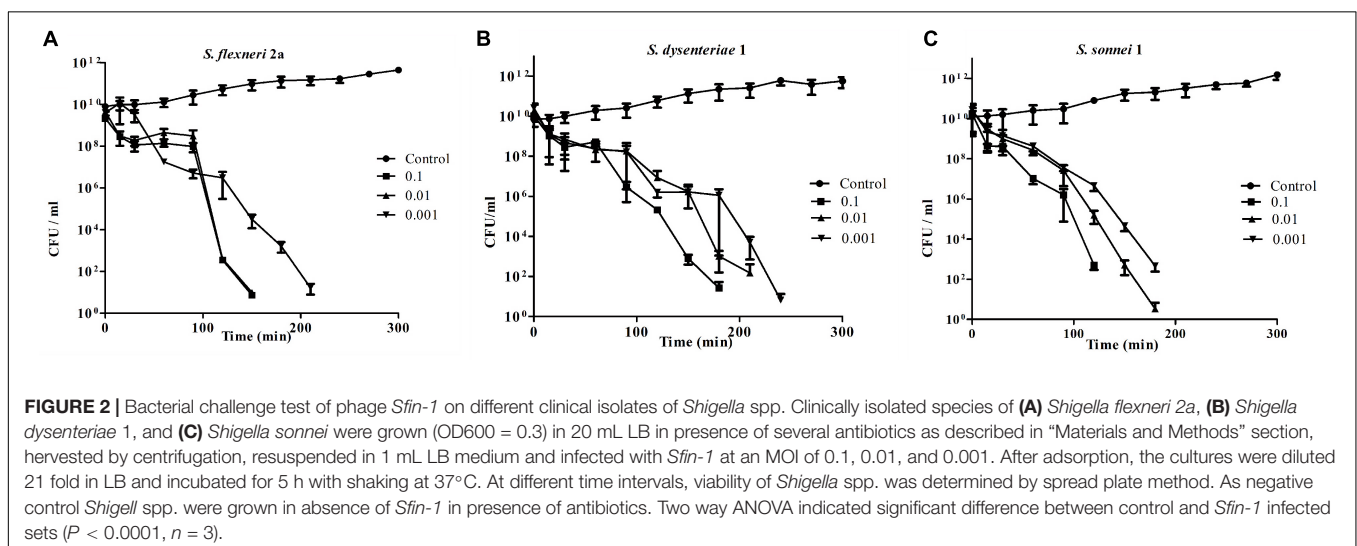 A
S. flexneri 2a
CFU / ml
10^12
10^10
10^8
10^6
10^4
10^2
10^0
0
100
200
300
Time (min)
Control
0.1
0.01
0.001
B
S. dysenteriae 1
CFU/ml
10^12
10^10
10^8
10^6
10^4
10^2
10^0
0
100
200
300
Time (min)
Control
0.1
0.01
0.001
C
S. sonnei 1
CFU / ml
10^12
10^10
10^8
10^6
10^4
10^2
10^0
0
100
200
300
Time (min)
Control
0.1
0.01
0.001
FIGURE 2 | Bacterial challenge test of phage Sfin-1 on different clinical isolates of Shigella spp. Clinically isolated species of (A) Shigella flexneri 2a, (B) Shigella
dysenteriae 1, and (C) Shigella sonnei were grown (OD600 = 0.3) in 20 mL LB in presence of several antibiotics as described in “Materials and Methods” section,
hervested by centrifugation, resuspended in 1 mL LB medium and infected with Sfin-1 at an MOI of 0.1, 0.01, and 0.001. After adsorption, the cultures were diluted
21 fold in LB and incubated for 5 h with shaking at 37°C. At different time intervals, viability of Shigella spp. was determined by spread plate method. As negative
control Shigell spp. were grown in absence of Sfin-1 in presence of antibiotics. Two way ANOVA indicated significant difference between control and Sfin-1 infected
sets (P < 0.0001, n = 3).